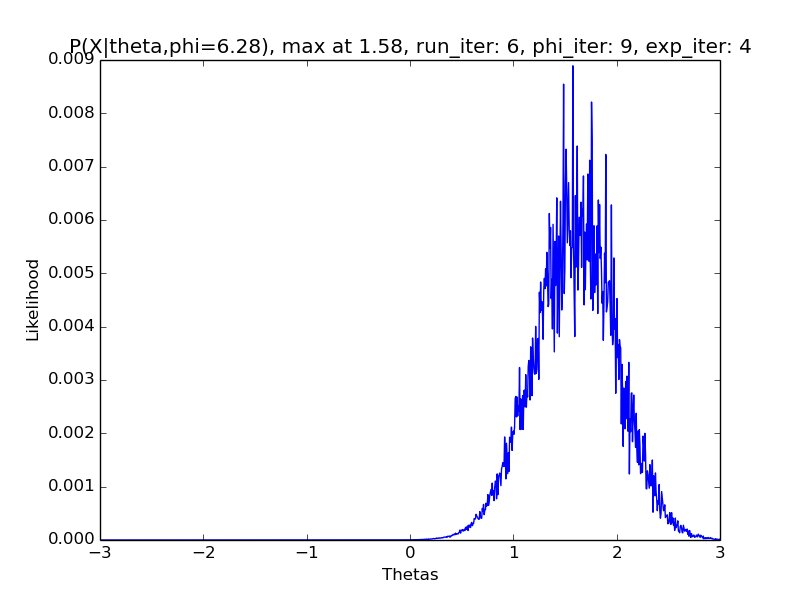 P(X|theta,phi=6.28), max at 1.58, run_iter: 6, phi_iter: 9, exp_iter: 4
0.009
0.008
0.007
0.006
0.005
0.004
0.003
0.002
0.001
0.000
Likelihood
−3 −2 −1 0 1 2 3
Thetas